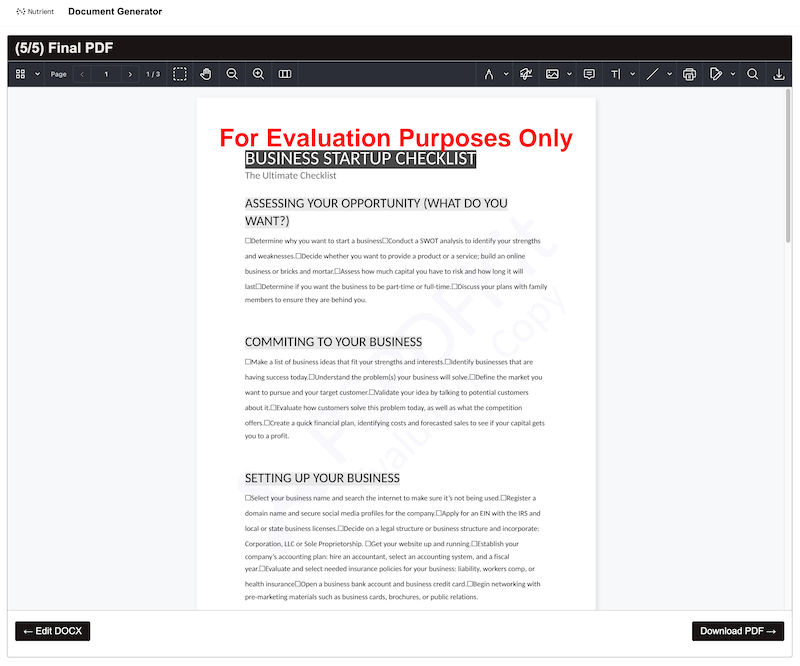 Nutrient Document Generator
(5/5) Final PDF
Page 1 1 / 3
For Evaluation Purposes Only
BUSINESS STARTUP CHECKLIST
The Ultimate Checklist
ASSESSING YOUR OPPORTUNITY (WHAT DO YOU
WANT?)
☐Determine why you want to start a business☐Conduct a SWOT analysis to identify your strengths
and weaknesses.☐Decide whether you want to provide a product or a service; build an online
business or bricks and mortar.☐Assess how much capital you have to risk and how long it will
last☐Determine if you want the business to be part-time or full-time.☐Discuss your plans with family
members to ensure they are behind you.
COMMITING TO YOUR BUSINESS
☐Make a list of business ideas that fit your strengths and interests.☐Identify businesses that are
having success today.☐Understand the problem(s) your business will solve.☐Define the market you
want to pursue and your target customer.☐Validate your idea by talking to potential customers
about it.☐Evaluate how customers solve this problem today, as well as what the competition
offers.☐Create a quick financial plan, identifying costs and forecasted sales to see if your capital gets
you to a profit.
SETTING UP YOUR BUSINESS
☐Select your business name and search the internet to make sure it's not being used.☐Register a
domain name and secure social media profiles for the company.☐Apply for an EIN with the IRS and
local or state business licenses.☐Decide on a legal structure or business structure and incorporate:
Corporation, LLC or Sole Proprietorship. ☐Get your website up and running.☐Establish your
company's accounting plan: hire an accountant, select an accounting system, and a fiscal
year.☐Evaluate and select needed insurance policies for your business: liability, workers comp, or
health insurance☐Open a business bank account and business credit card.☐Begin networking with
pre-marketing materials such as business cards, brochures, or public relations.
← Edit DOCX
Download PDF →